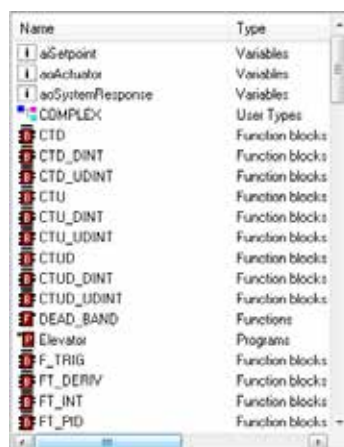 Name Type
aiSetpoint Variables
aoActuator Variables
aoSystemResponse Variables
COMPLEX User Types
CTD Function blocks
CTD_DINT Function blocks
CTD_UDINT Function blocks
CTU Function blocks
CTU_DINT Function blocks
CTU_UDINT Function blocks
CTUD Function blocks
CTUD_DINT Function blocks
CTUD_UDINT Function blocks
DEAD_BAND Functions
Elevator Programs
F_TRIG Function blocks
FT_DERIV Function blocks
FT_INT Function blocks
FT_PID Function blocks